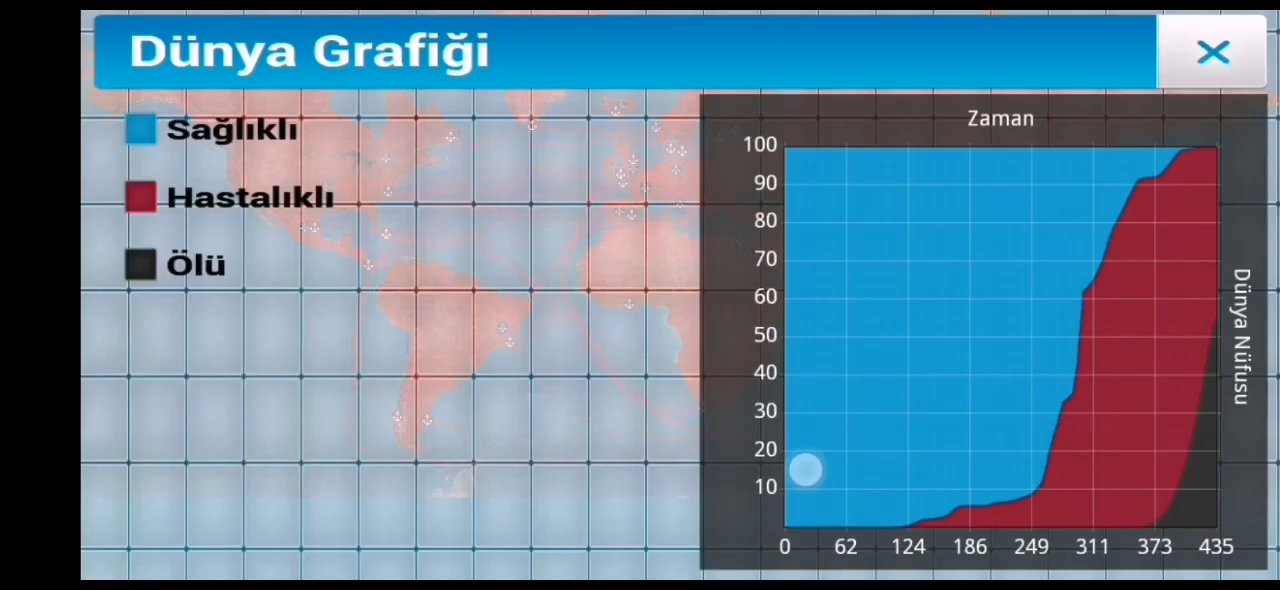 Dünya Grafiği
Sağlıklı
Hastalıklı
Ölü
Zaman
100
90
80
70
60
50
40
30
20
10
0 62 124 186 249 311 373 435
Dünya Nüfusu